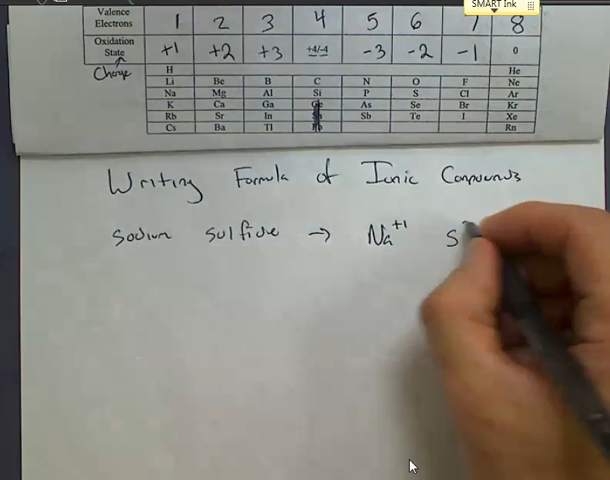 SMART Ink
Valence Electrons 1 2 3 4 5 6 7 8
Oxidation State +1 +2 +3 +4/-4 -3 -2 -1 0
Charge
H He
Li Be B C N O F Ne
Na Mg Al Si P S Cl Ar
K Ca Ga Ge As Se Br Kr
Rb Sr In Sn Sb Te I Xe
Cs Ba Tl Pb Rn
Writing Formula of Ionic Compounds
sodium sulfide → Na+1 S